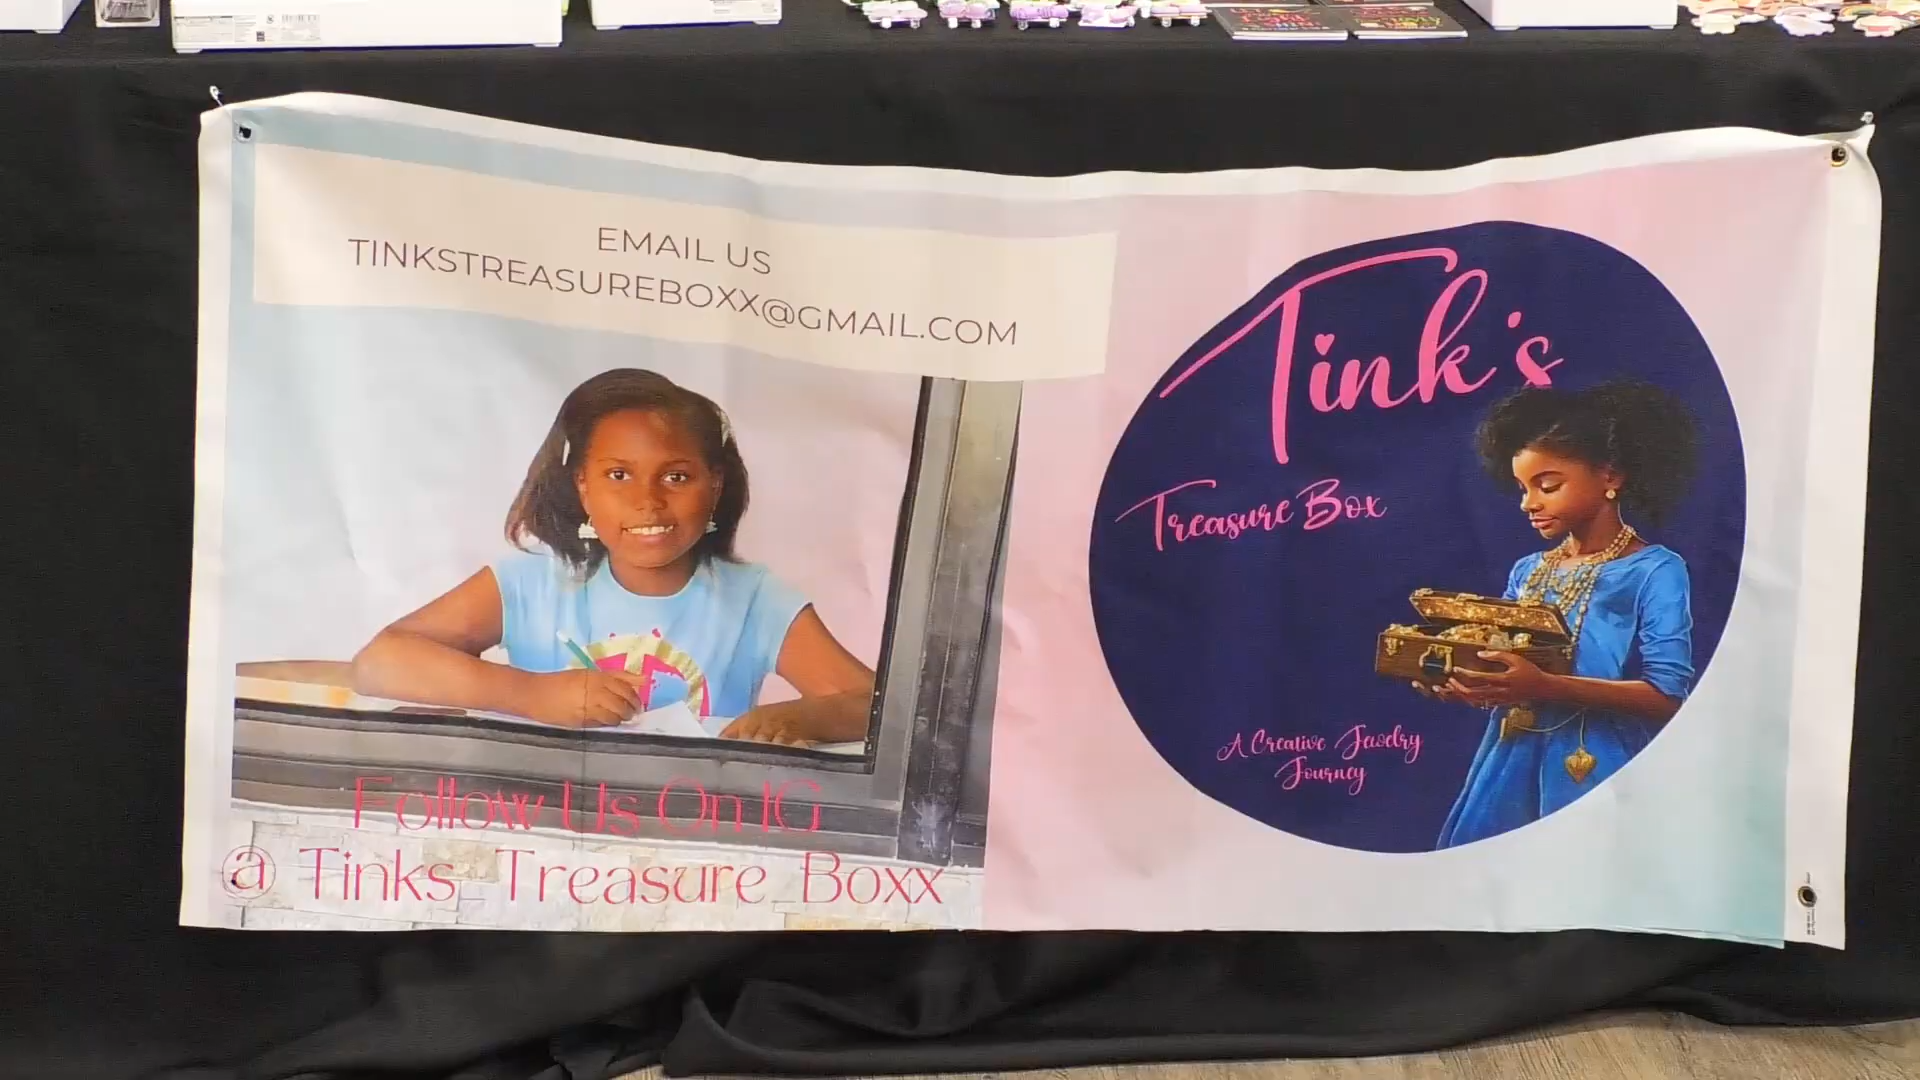 EMAIL US
TINKSTREASUREBOXX@GMAIL.COM
Follow Us On IG
@ Tinks_Treasure_Boxx
Tink's
Treasure Box
A Creative Jewelry
Journey